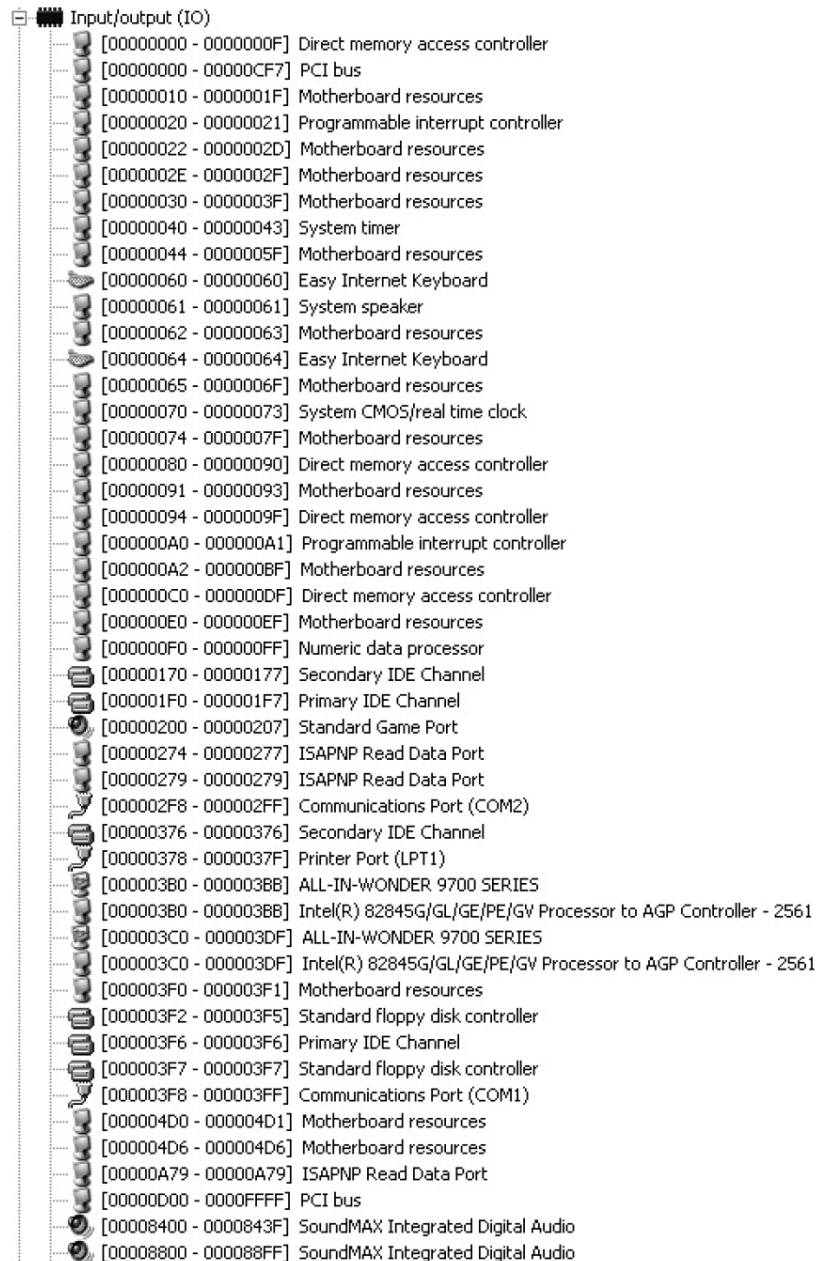 Input/output (IO)
[00000000 - 0000000F] Direct memory access controller
[00000000 - 00000CF7] PCI bus
[00000010 - 0000001F] Motherboard resources
[00000020 - 00000021] Programmable interrupt controller
[00000022 - 0000002D] Motherboard resources
[0000002E - 0000002F] Motherboard resources
[00000030 - 0000003F] Motherboard resources
[00000040 - 00000043] System timer
[00000044 - 0000005F] Motherboard resources
[00000060 - 00000060] Easy Internet Keyboard
[00000061 - 00000061] System speaker
[00000062 - 00000063] Motherboard resources
[00000064 - 00000064] Easy Internet Keyboard
[00000065 - 0000006F] Motherboard resources
[00000070 - 00000073] System CMOS/real time clock
[00000074 - 0000007F] Motherboard resources
[00000080 - 00000090] Direct memory access controller
[00000091 - 00000093] Motherboard resources
[00000094 - 0000009F] Direct memory access controller
[000000A0 - 000000A1] Programmable interrupt controller
[000000A2 - 000000BF] Motherboard resources
[000000C0 - 000000DF] Direct memory access controller
[000000E0 - 000000EF] Motherboard resources
[000000F0 - 000000FF] Numeric data processor
[00000170 - 00000177] Secondary IDE Channel
[000001F0 - 000001F7] Primary IDE Channel
[00000200 - 00000207] Standard Game Port
[00000274 - 00000277] ISAPNP Read Data Port
[00000279 - 00000279] ISAPNP Read Data Port
[000002F8 - 000002FF] Communications Port (COM2)
[00000376 - 00000376] Secondary IDE Channel
[00000378 - 0000037F] Printer Port (LPT1)
[000003B0 - 000003BB] ALL-IN-WONDER 9700 SERIES
[000003B0 - 000003BB] Intel(R) 82845G/GL/GE/PE/GV Processor to AGP Controller - 2561
[000003C0 - 000003DF] ALL-IN-WONDER 9700 SERIES
[000003C0 - 000003DF] Intel(R) 82845G/GL/GE/PE/GV Processor to AGP Controller - 2561
[000003F0 - 000003F1] Motherboard resources
[000003F2 - 000003F5] Standard floppy disk controller
[000003F6 - 000003F6] Primary IDE Channel
[000003F7 - 000003F7] Standard floppy disk controller
[000003F8 - 000003FF] Communications Port (COM1)
[000004D0 - 000004D1] Motherboard resources
[000004D6 - 000004D6] Motherboard resources
[00000A79 - 00000A79] ISAPNP Read Data Port
[00000D00 - 0000FFFF] PCI bus
[00008400 - 0000843F] SoundMAX Integrated Digital Audio
[00008800 - 000088FF] SoundMAX Integrated Digital Audio